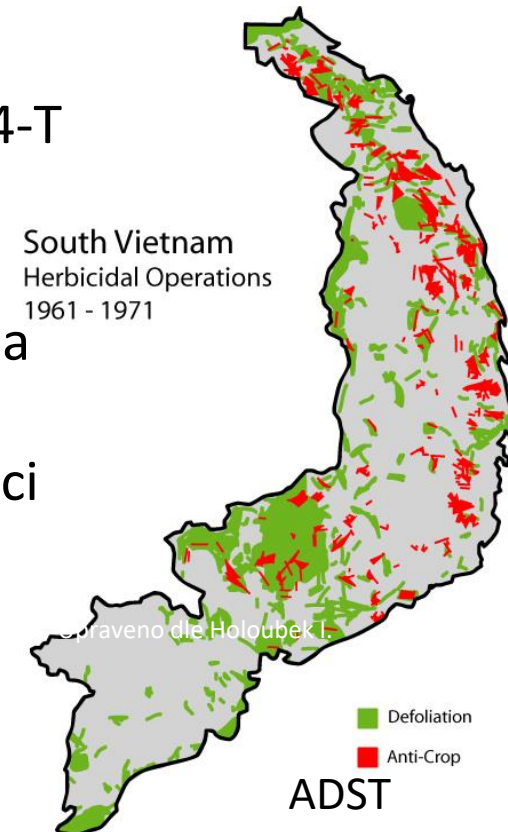 4-T
South Vietnam
Herbicidal Operations
1961 - 1971
a
ci
Upraveno dle Holoubek I.
Defoliation
Anti-Crop
ADST